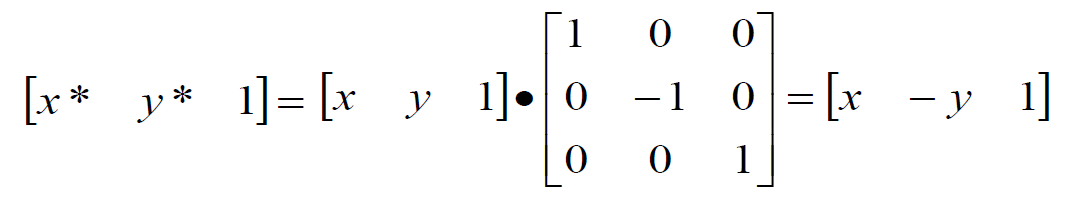 [x* y* 1] = [x y 1] • [1 0 0
0 -1 0
0 0 1] = [x -y 1]